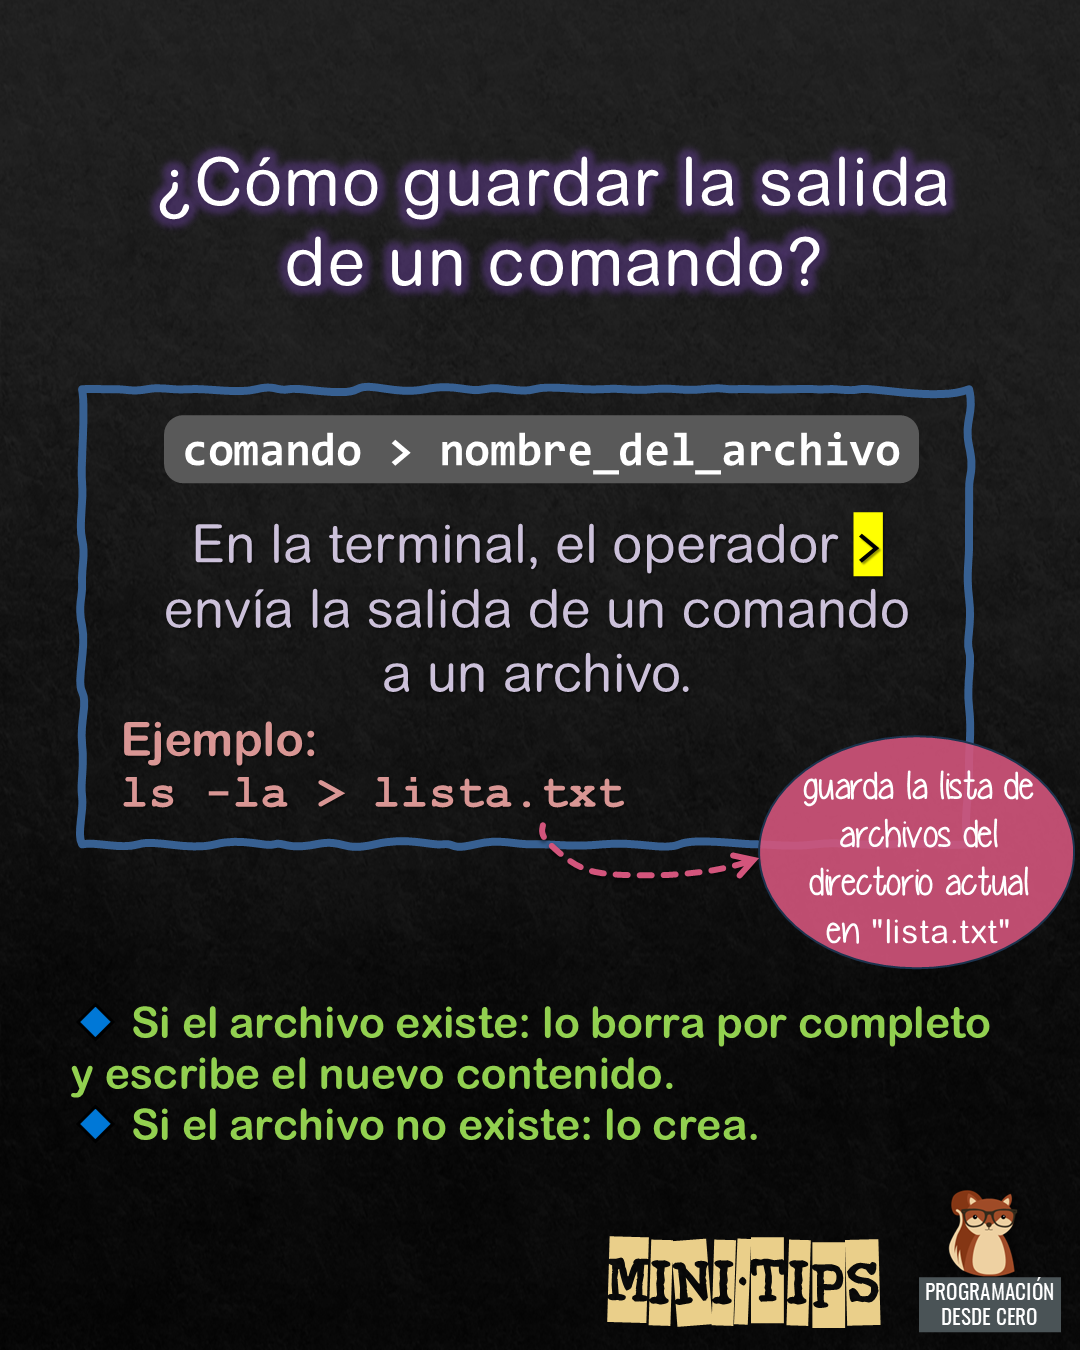 ¿Cómo guardar la salida
de un comando?
comando > nombre_del_archivo
En la terminal, el operador >
envía la salida de un comando
a un archivo.
Ejemplo:
ls -la > lista.txt
guarda la lista de
archivos del
directorio actual
en "lista.txt"
Si el archivo existe: lo borra por completo
y escribe el nuevo contenido.
Si el archivo no existe: lo crea.
MINI·TIPS
PROGRAMACIÓN
DESDE CERO